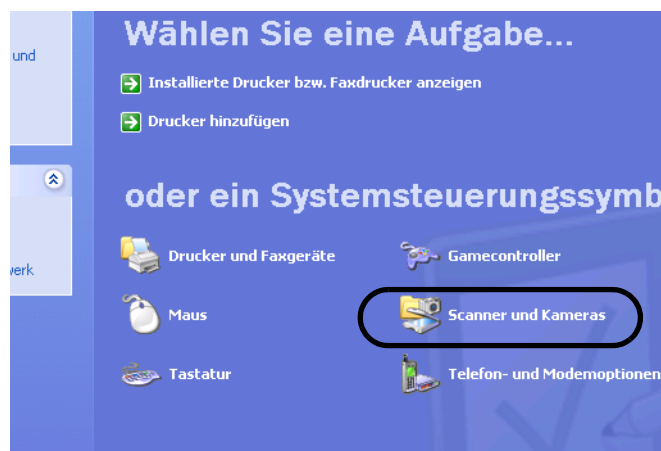 und
Wählen Sie eine Aufgabe...
Installierte Drucker bzw. Faxdrucker anzeigen
Drucker hinzufügen
oder ein Systemsteuerungssymb
Drucker und Faxgeräte
Gamecontroller
werk
Maus
Scanner und Kameras
Tastatur
Telefon- und Modemoptionen